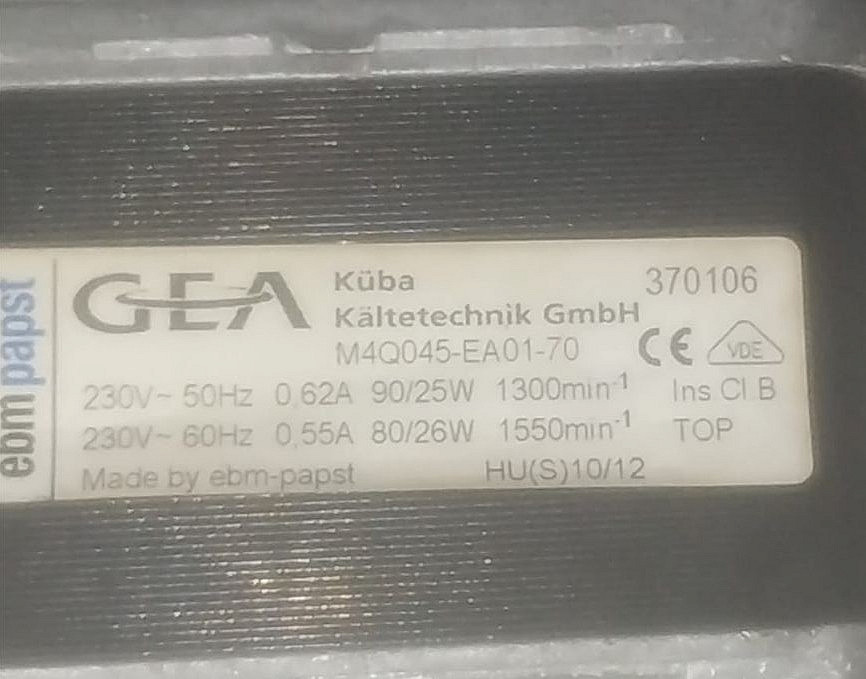 ebmpapst
GEA Küba 370106
Kältetechnik GmbH
M4Q045-EA01-70 CE VDE
230V~ 50Hz 0,62A 90/25W 1300min-1 Ins Cl B
230V~ 60Hz 0,55A 80/26W 1550min-1 TOP
Made by ebm-papst HU(S)10/12